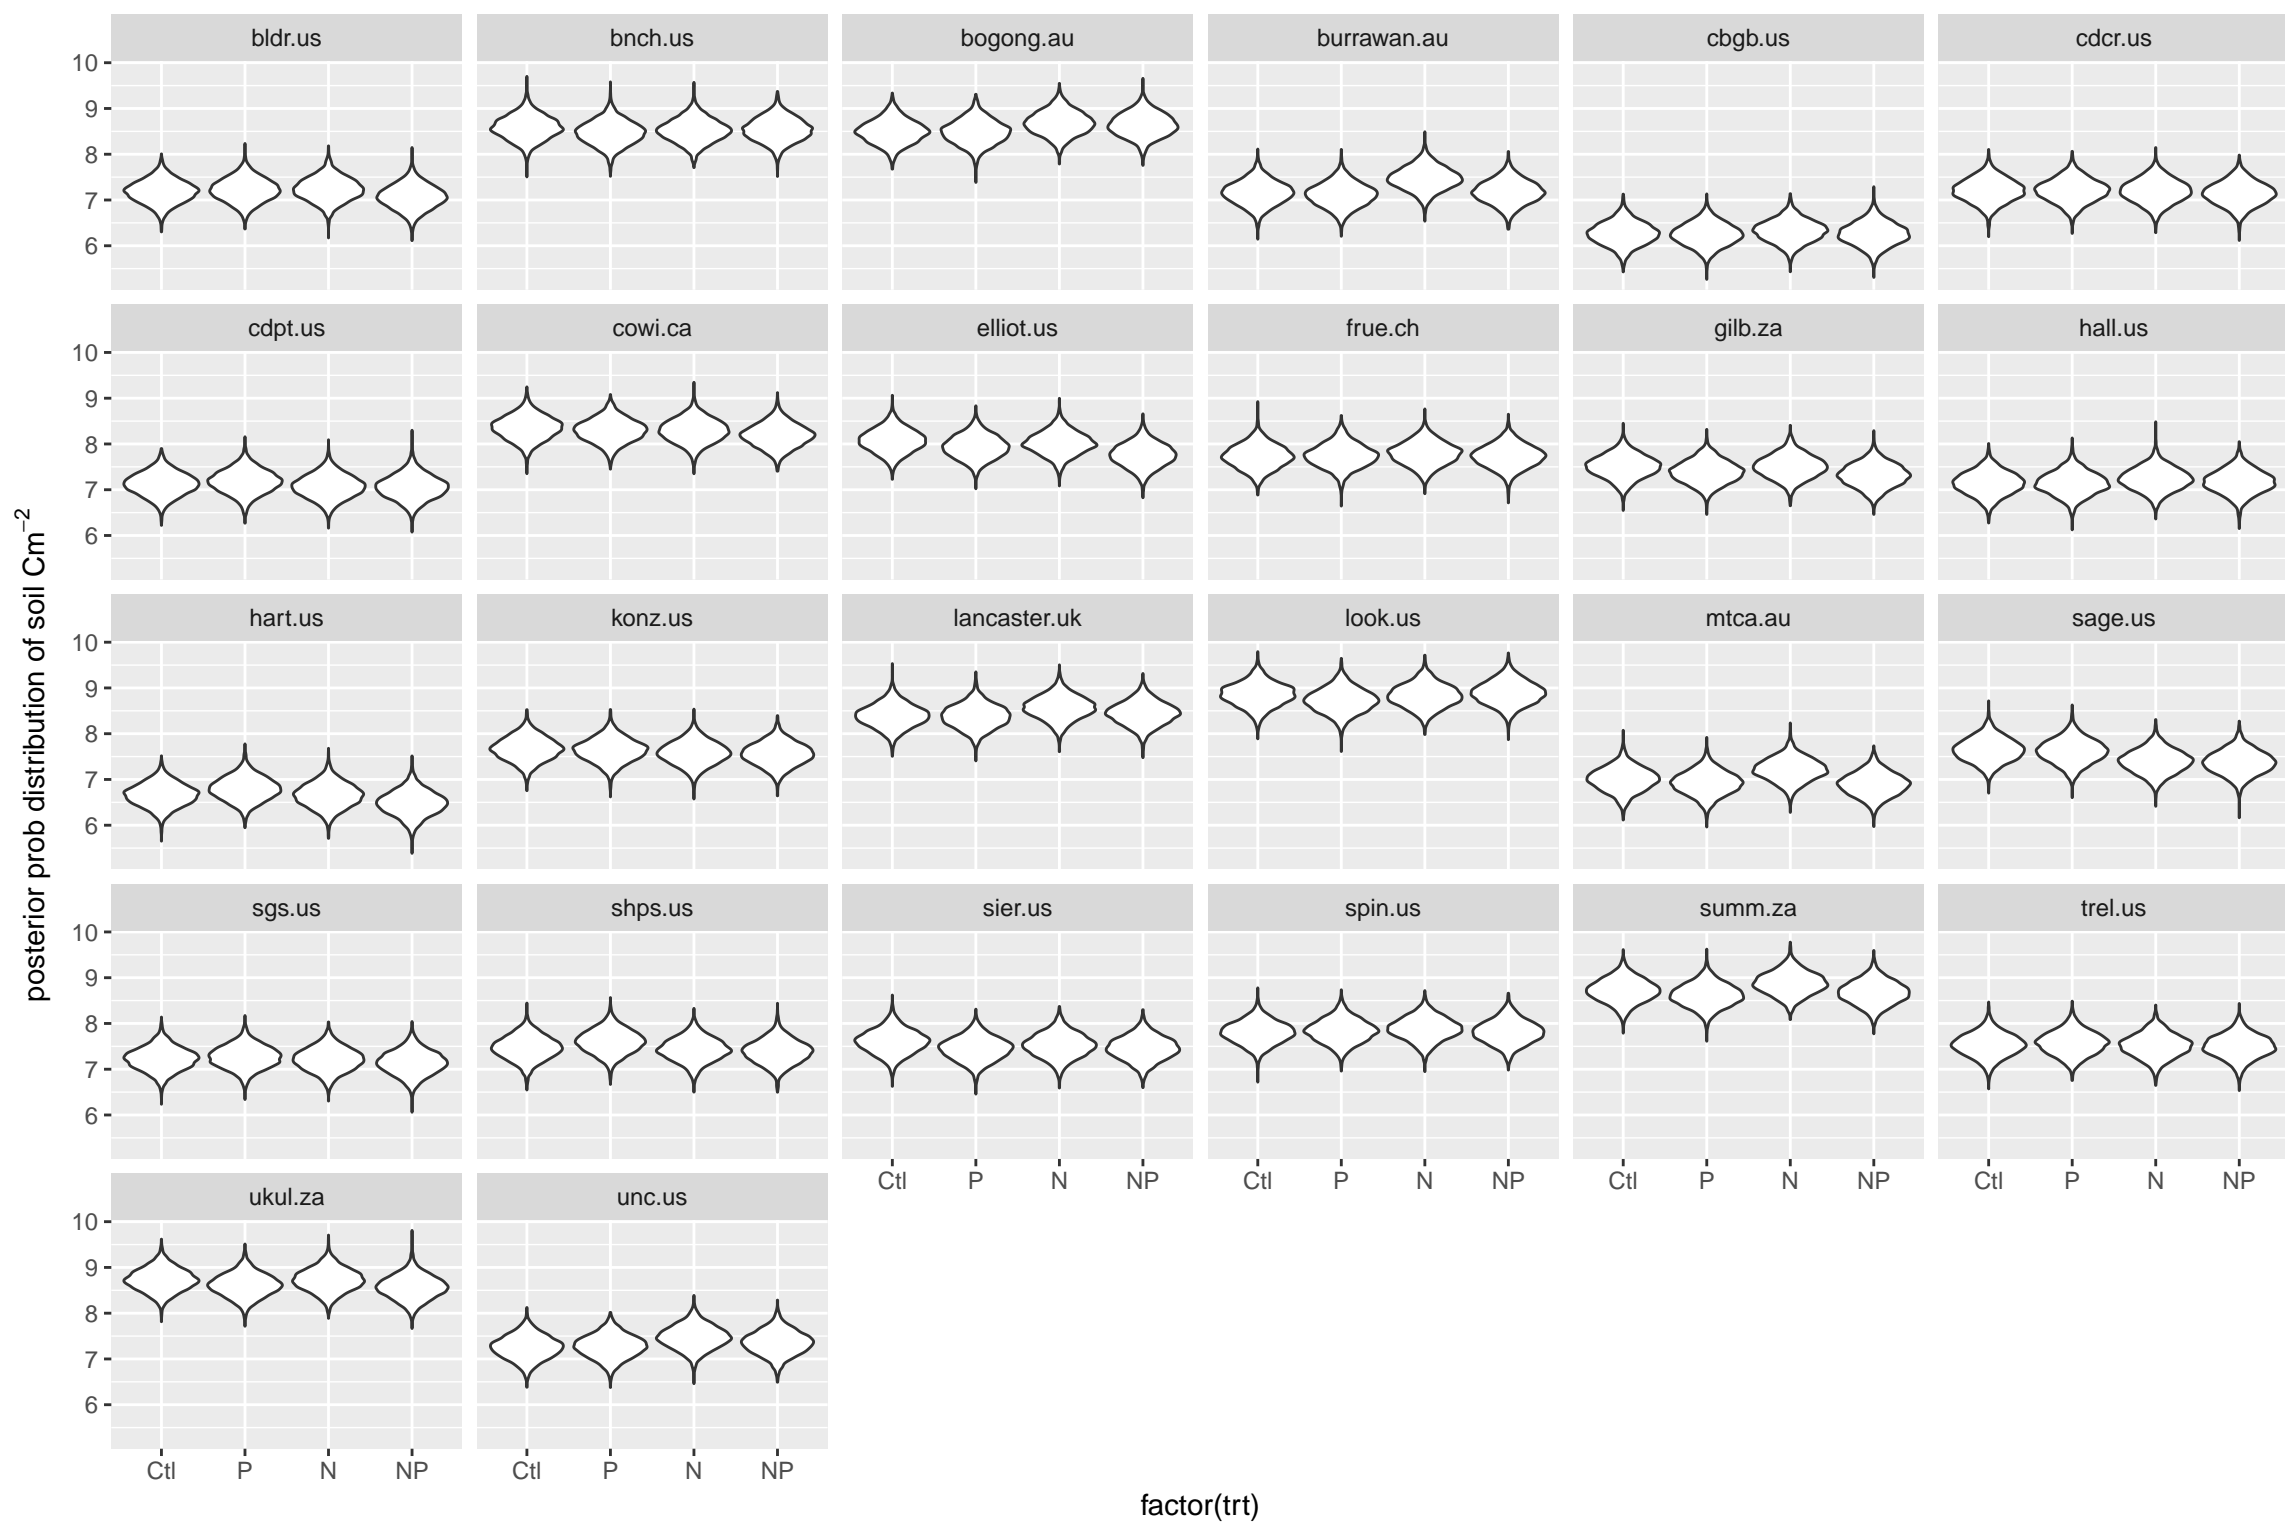 bldr.us bnch.us bogong.au burrawan.au cbgb.us cdcr.us
10
9
8
7
6
cdpt.us cowi.ca elliot.us frue.ch gilb.za hall.us
10
9
8
7
6
hart.us konz.us lancaster.uk look.us mtca.au sage.us
10
9
8
7
6
sgs.us shps.us sier.us spin.us summ.za trel.us
10
9
8
7
6
Ctl P N NP Ctl P N NP Ctl P N NP Ctl P N NP
ukul.za unc.us
10
9
8
7
6
Ctl P N NP Ctl P N NP
posterior prob distribution of soil Cm⁻²
factor(trt)